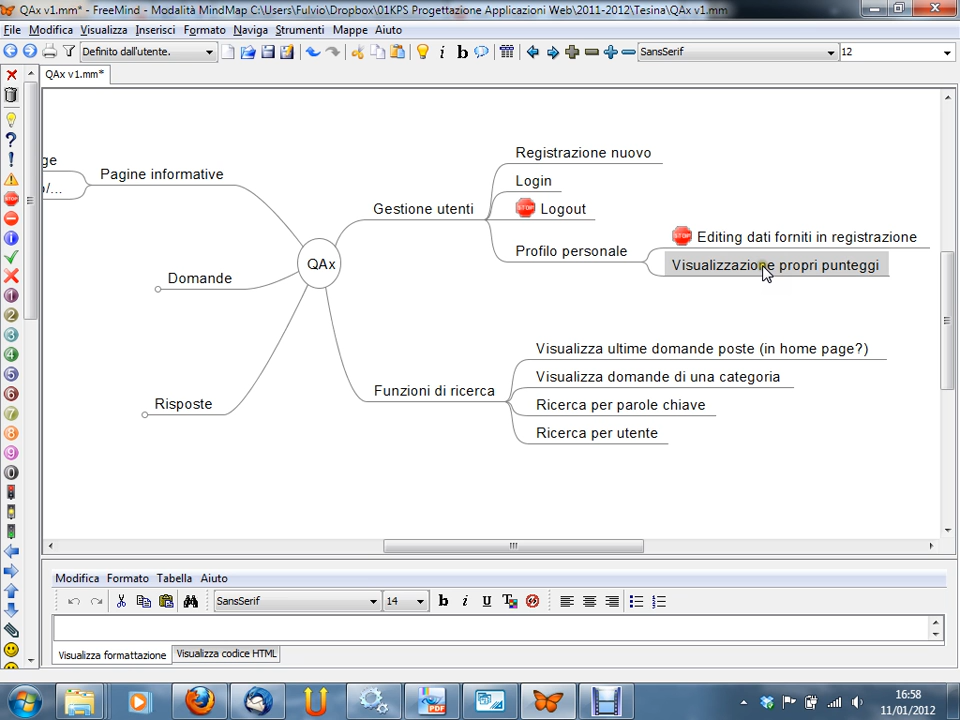 QAx v1.mm* - FreeMind - Modalità MindMap C:\Users\Fulvio\Dropbox\01KPS Progettazione Applicazioni Web\2011-2012\Tesina\QAx v1.mm
File Modifica Visualizza Inserisci Formato Naviga Strumenti Mappe Aiuto
Definito dall'utente. SansSerif 12
QAx v1.mm*
ge
o/...
Pagine informative
Domande
Risposte
QAx
Gestione utenti
Registrazione nuovo
Login
STOP Logout
Profilo personale
STOP Editing dati forniti in registrazione
Visualizzazione propri punteggi
Funzioni di ricerca
Visualizza ultime domande poste (in home page?)
Visualizza domande di una categoria
Ricerca per parole chiave
Ricerca per utente
Modifica Formato Tabella Aiuto
SansSerif 14
Visualizza formattazione Visualizza codice HTML
PDF
16:58
11/01/2012